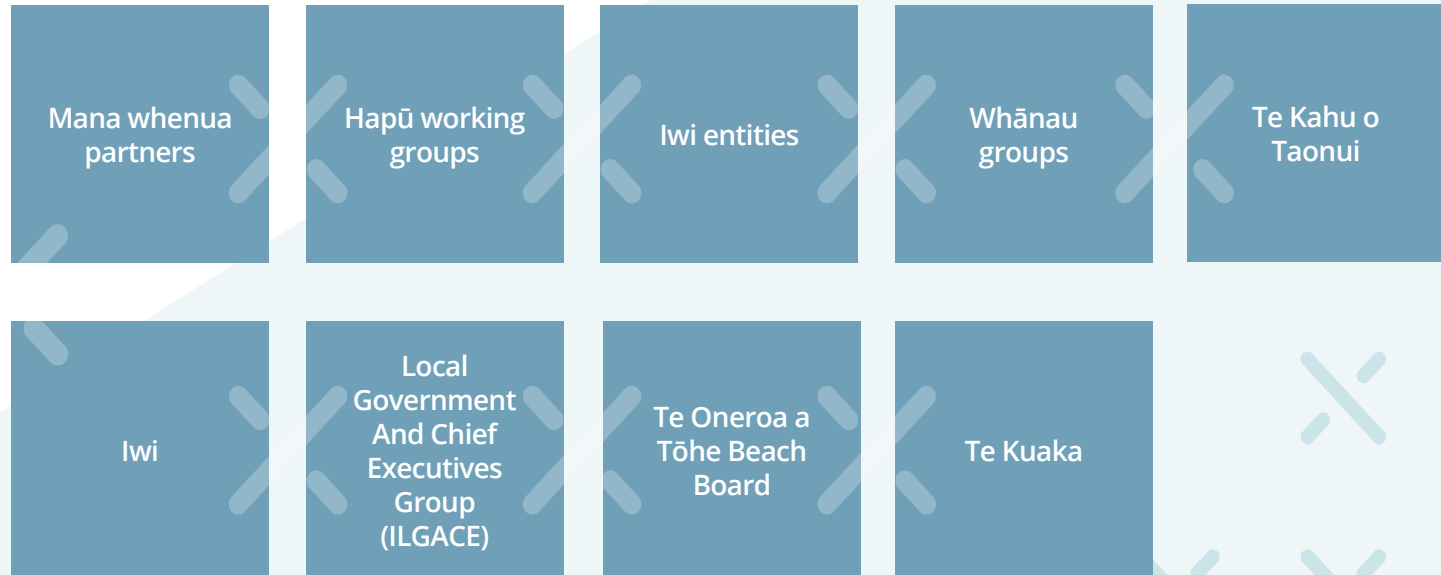 Mana whenua
partners
Hapū working
groups
Iwi entities
Whānau
groups
Te Kahu o
Taonui
Iwi
Local
Government
And Chief
Executives
Group
(ILGACE)
Te Oneroa a
Tōhe Beach
Board
Te Kuaka